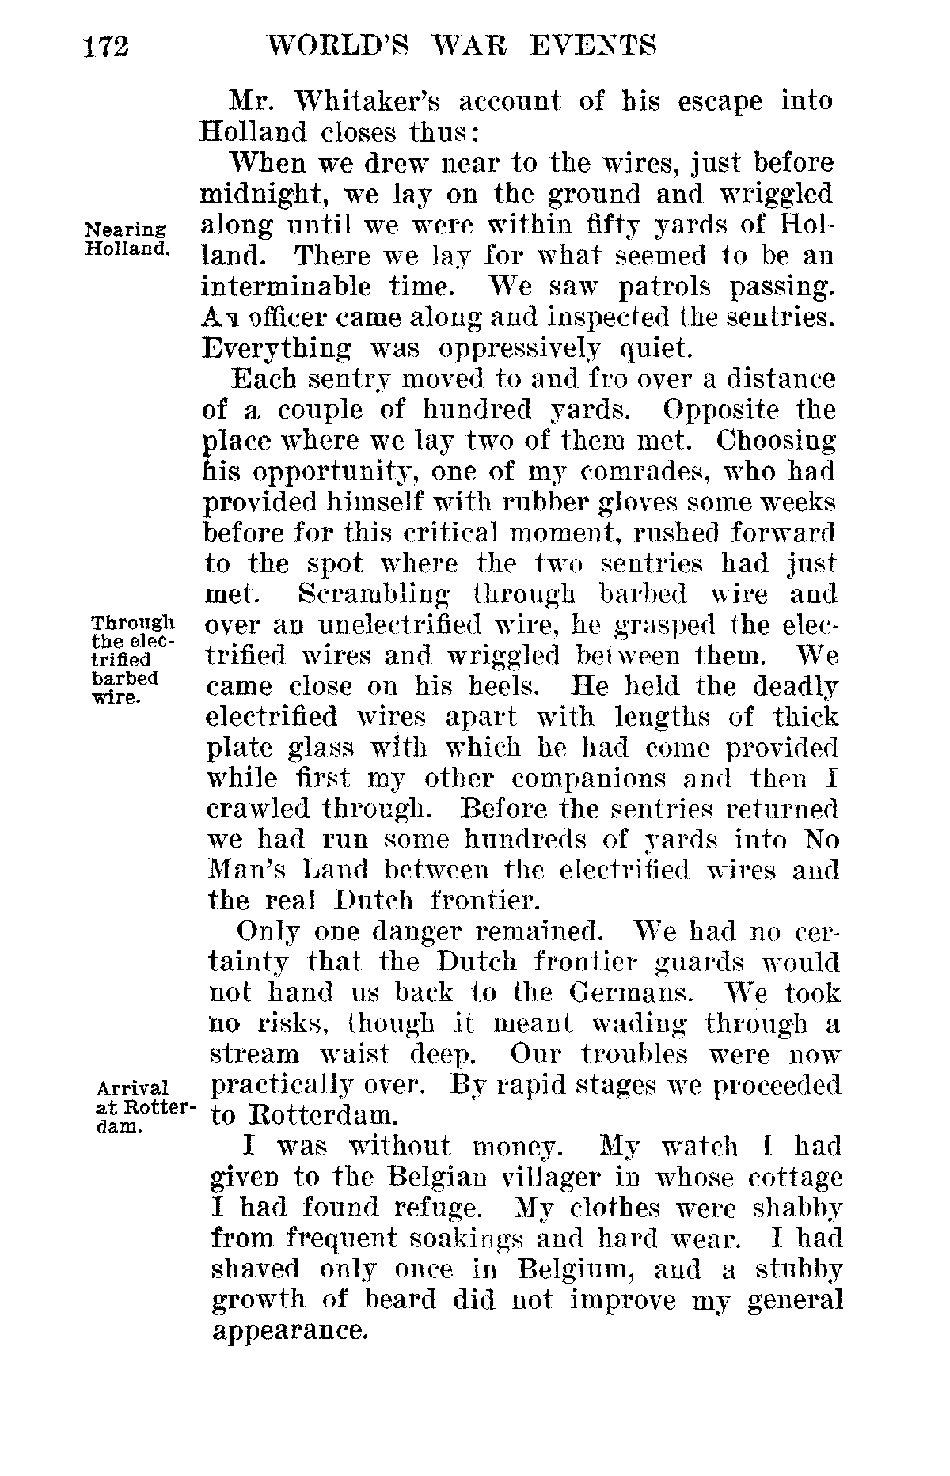 172 WORLD'S WAR EVENTS
Mr. Whitaker's account of his escape into
Holland closes thus:
When we drew near to the wires, just before
midnight, we lay on the ground and wriggled
Nearing
Holland.
along until we were within fifty yards of Hol-
land. There we lay for what seemed to be an
interminable time. We saw patrols passing.
An officer came along and inspected the sentries.
Everything was oppressively quiet.
Each sentry moved to and fro over a distance
of a couple of hundred yards. Opposite the
place where we lay two of them met. Choosing
his opportunity, one of my comrades, who had
provided himself with rubber gloves some weeks
before for this critical moment, rushed forward
to the spot where the two sentries had just
met. Scrambling through barbed wire and
Through
the elec-
trified
barbed
wire.
over an unelectrified wire, he grasped the elec-
trified wires and wriggled between them. We
came close on his heels. He held the deadly
electrified wires apart with lengths of thick
plate glass with which he had come provided
while first my other companions and then I
crawled through. Before the sentries returned
we had run some hundreds of yards into No
Man's Land between the electrified wires and
the real Dutch frontier.
Only one danger remained. We had no cer-
tainty that the Dutch frontier guards would
not hand us back to the Germans. We took
no risks, though it meant wading through a
stream waist deep. Our troubles were now
Arrival
at Rotter-
dam.
practically over. By rapid stages we proceeded
to Rotterdam.
I was without money. My watch I had
given to the Belgian villager in whose cottage
I had found refuge. My clothes were shabby
from frequent soakings and hard wear. I had
shaved only once in Belgium, and a stubby
growth of beard did not improve my general
appearance.